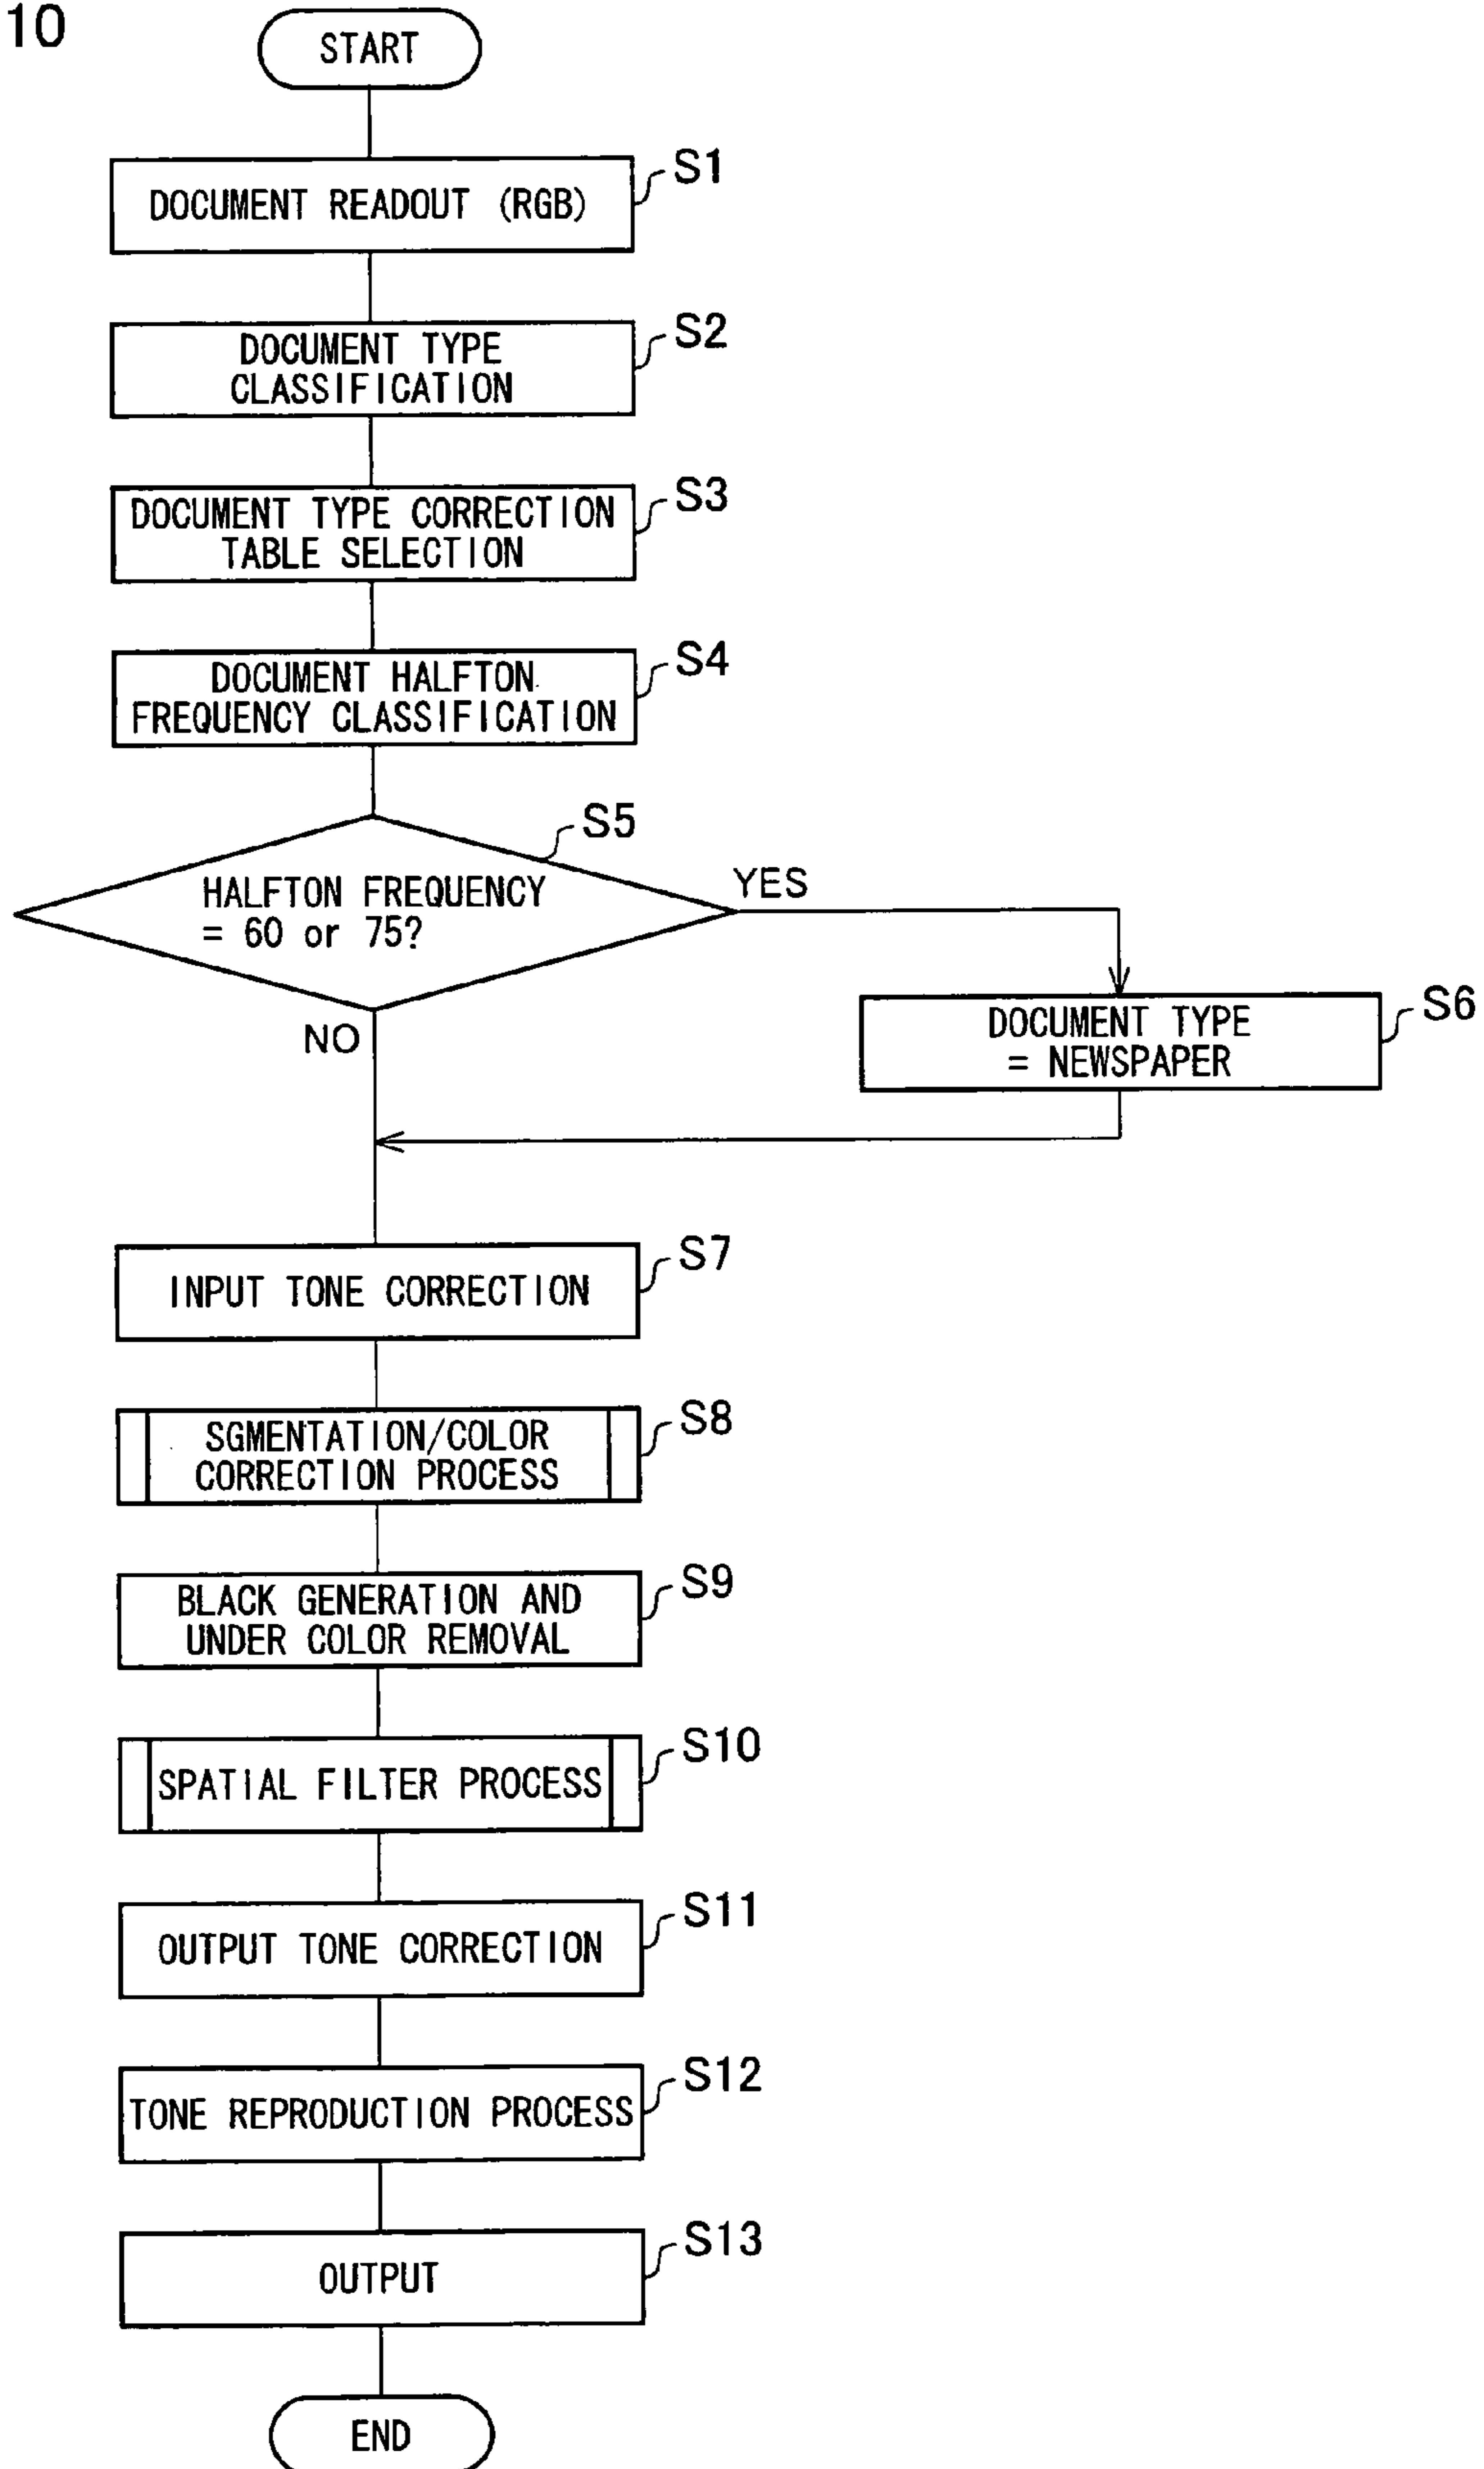 10
START
S1
DOCUMENT READOUT (RGB)
S2
DOCUMENT TYPE
CLASSIFICATION
S3
DOCUMENT TYPE CORRECTION
TABLE SELECTION
S4
DOCUMENT HALFTON
FREQUENCY CLASSIFICATION
S5
HALFTON FREQUENCY
= 60 or 75?
YES
NO
S6
DOCUMENT TYPE
= NEWSPAPER
S7
INPUT TONE CORRECTION
S8
SGMENTATION/COLOR
CORRECTION PROCESS
S9
BLACK GENERATION AND
UNDER COLOR REMOVAL
S10
SPATIAL FILTER PROCESS
S11
OUTPUT TONE CORRECTION
S12
TONE REPRODUCTION PROCESS
S13
OUTPUT
END